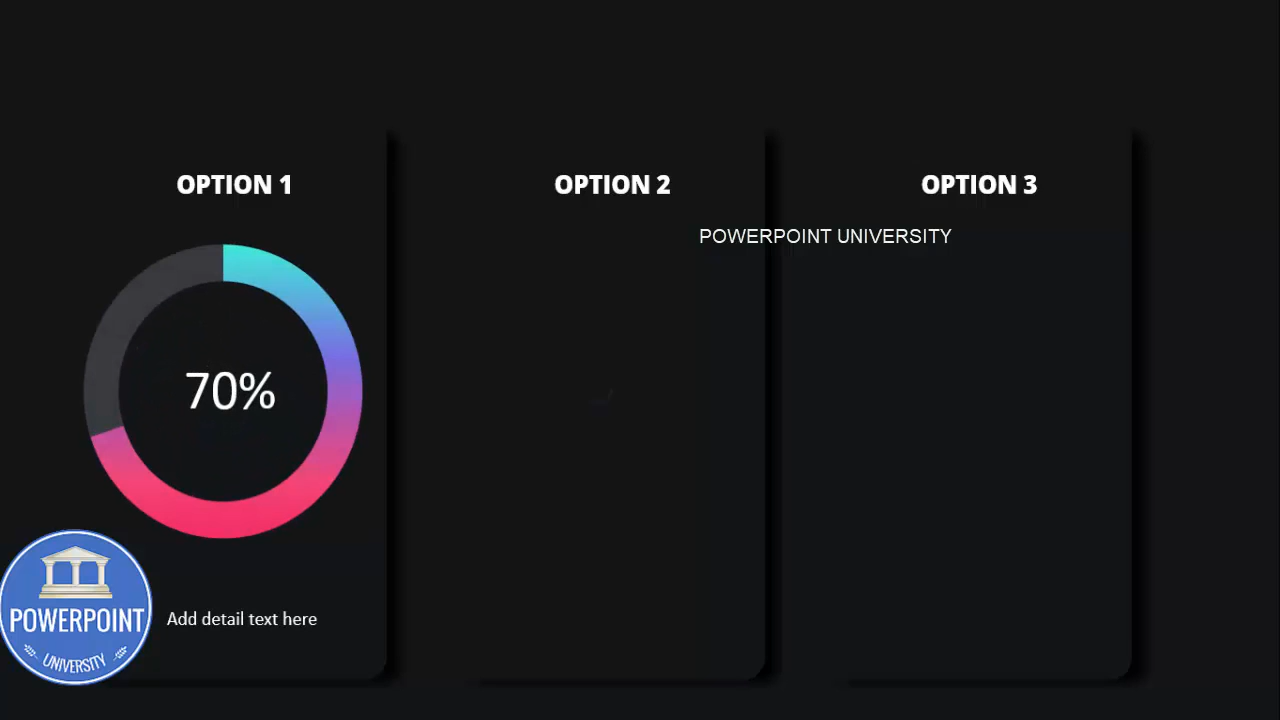 OPTION 1
OPTION 2
OPTION 3
POWERPOINT UNIVERSITY
70%
Add detail text here
POWERPOINT
UNIVERSITY